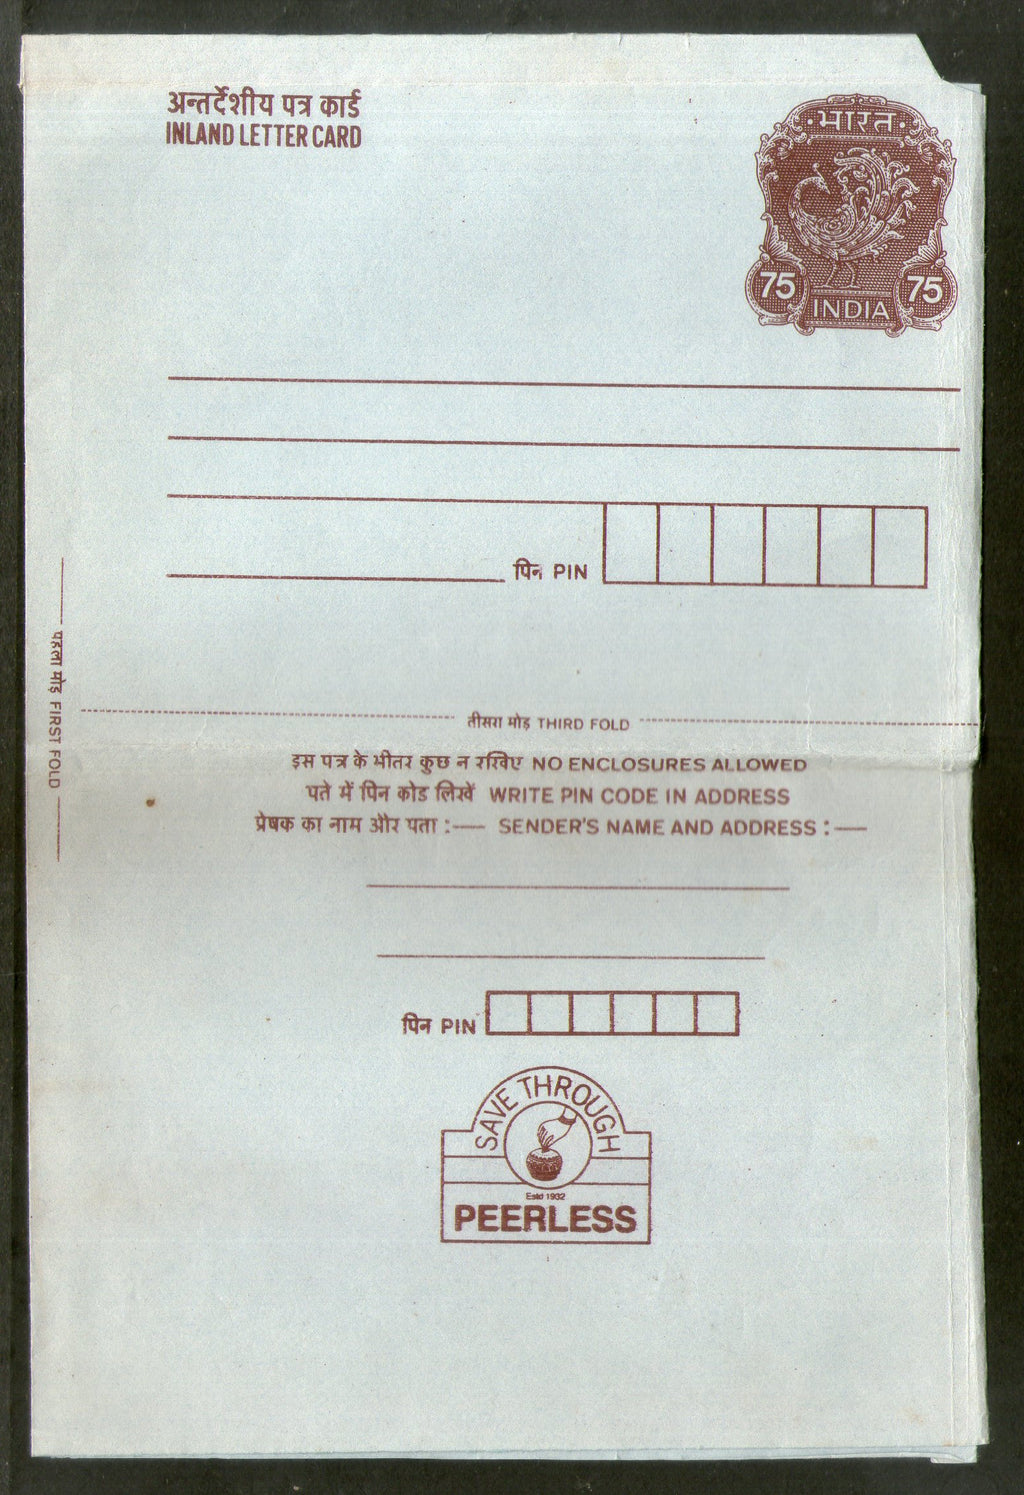 अन्तर्देशीय पत्र कार्ड
INLAND LETTER CARD
भारत
75 75
INDIA
पिन PIN
पहला मोड़ FIRST FOLD
तीसरा मोड़ THIRD FOLD
इस पत्र के भीतर कुछ न रखिए NO ENCLOSURES ALLOWED
पते में पिन कोड लिखें WRITE PIN CODE IN ADDRESS
प्रेषक का नाम और पता :— SENDER'S NAME AND ADDRESS :—
पिन PIN
SAVE THROUGH
Estd 1932
PEERLESS